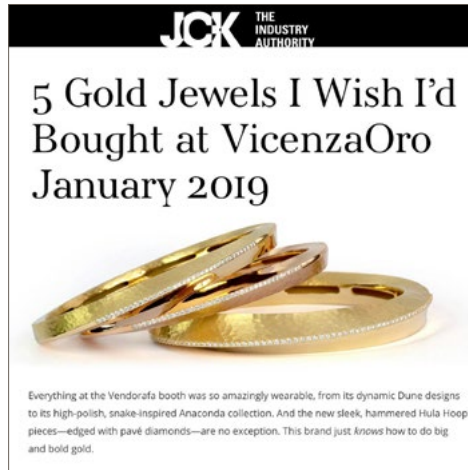 JCK THE
INDUSTRY
AUTHORITY
5 Gold Jewels I Wish I'd
Bought at VicenzaOro
January 2019
Everything at the Vendorafa booth was so amazingly wearable, from its dynamic Dune designs
to its high-polish, snake-inspired Anaconda collection. And the new sleek, hammered Hula Hoop
pieces—edged with pavé diamonds—are no exception. This brand just knows how to do big
and bold gold.